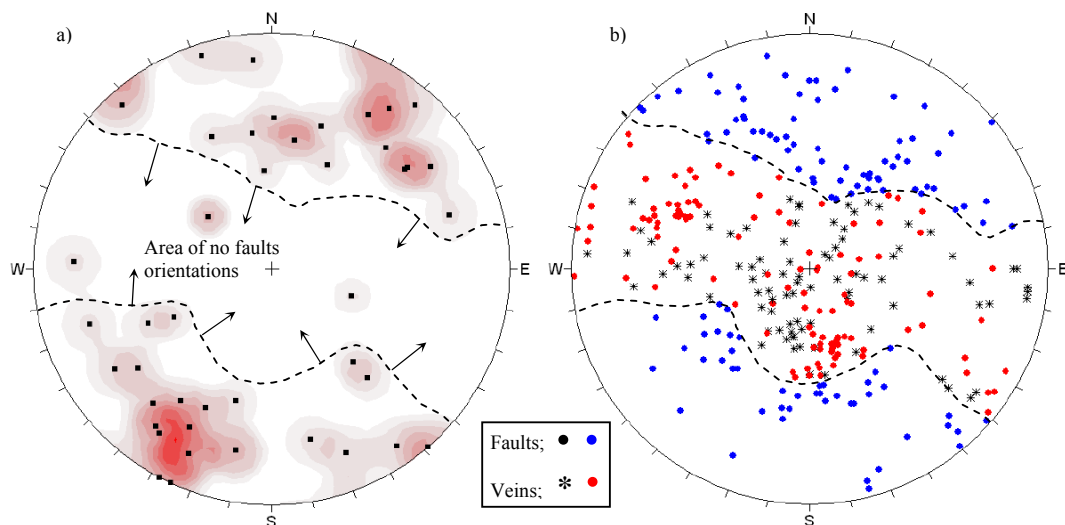 a)
N
W
E
S
Area of no faults
orientations
b)
N
W
E
S
Faults;
Veins; *